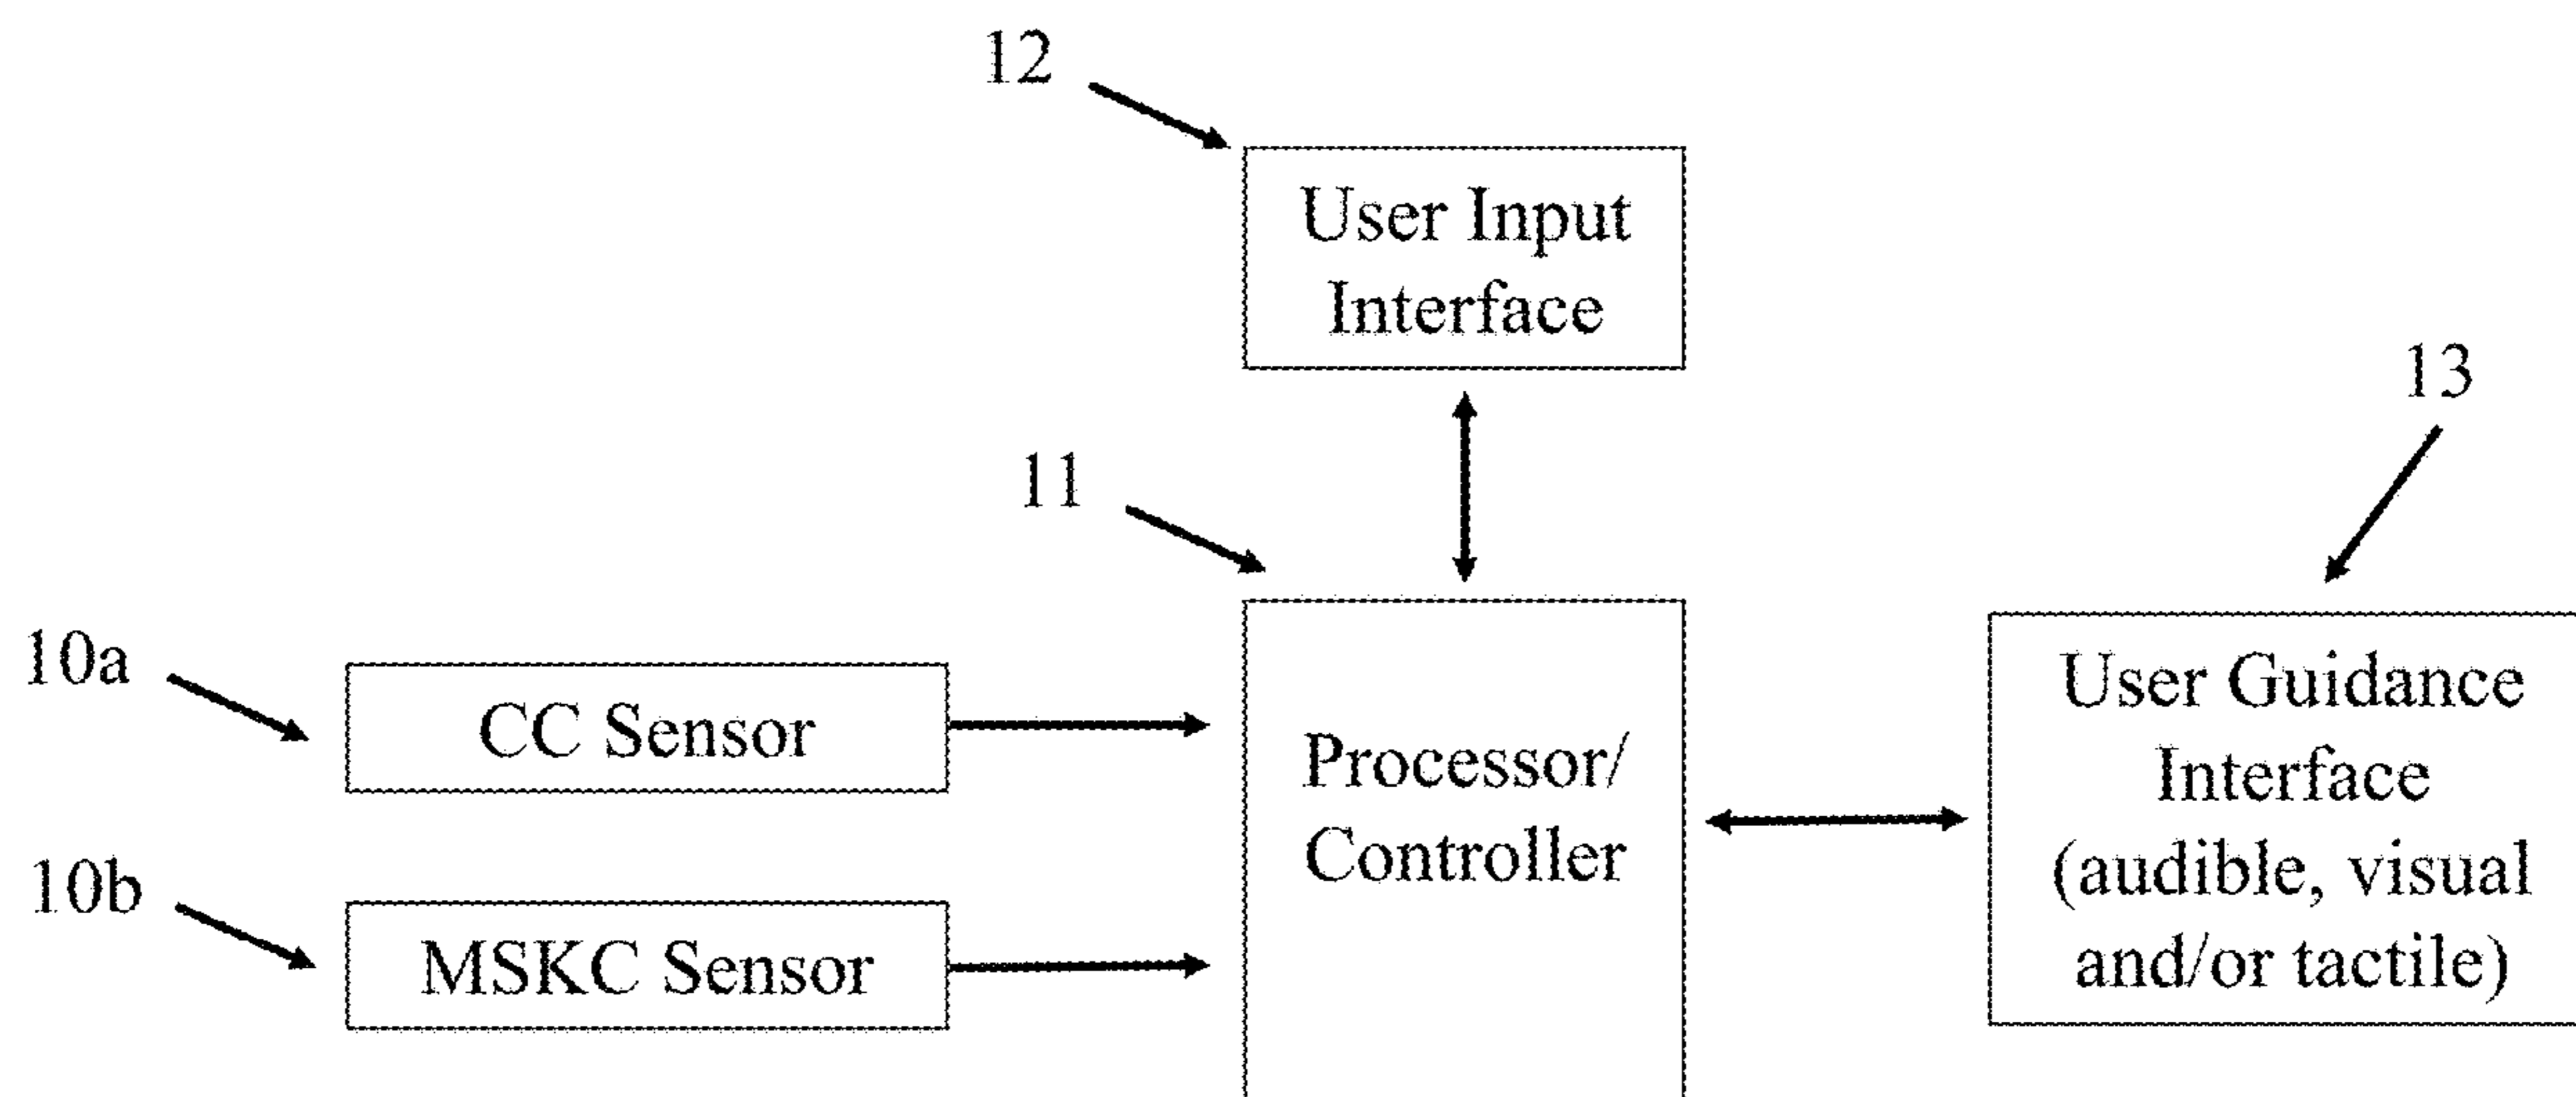 12
User Input
Interface
13
11
10a
CC Sensor
Processor/
Controller
User Guidance
Interface
(audible, visual
and/or tactile)
10b
MSKC Sensor